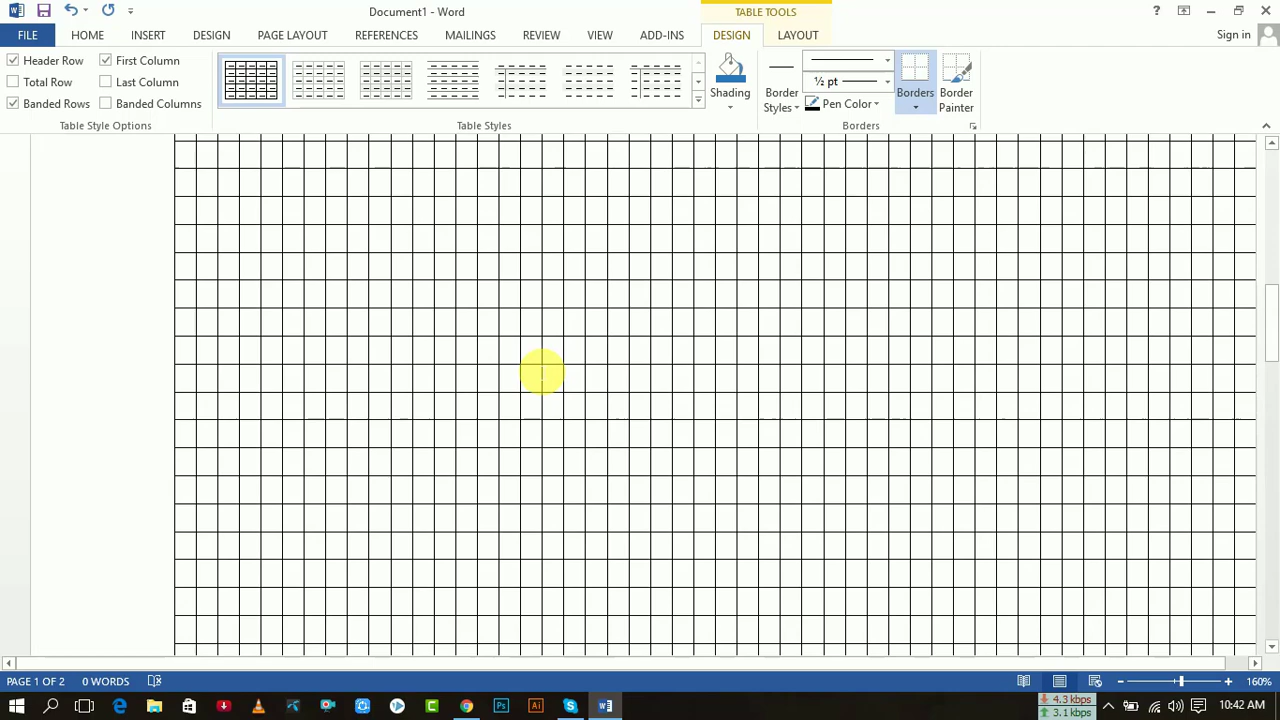 Document1 - Word
TABLE TOOLS
?
FILE HOME INSERT DESIGN PAGE LAYOUT REFERENCES MAILINGS REVIEW VIEW ADD-INS DESIGN LAYOUT Sign in
Header Row First Column
Total Row Last Column
Banded Rows Banded Columns
Table Style Options
Table Styles
Shading
Border Styles
½ pt
Pen Color
Borders
Border Painter
Borders
PAGE 1 OF 2 0 WORDS 160%
Ps Ai
4.3 kbps
3.1 kbps
10:42 AM